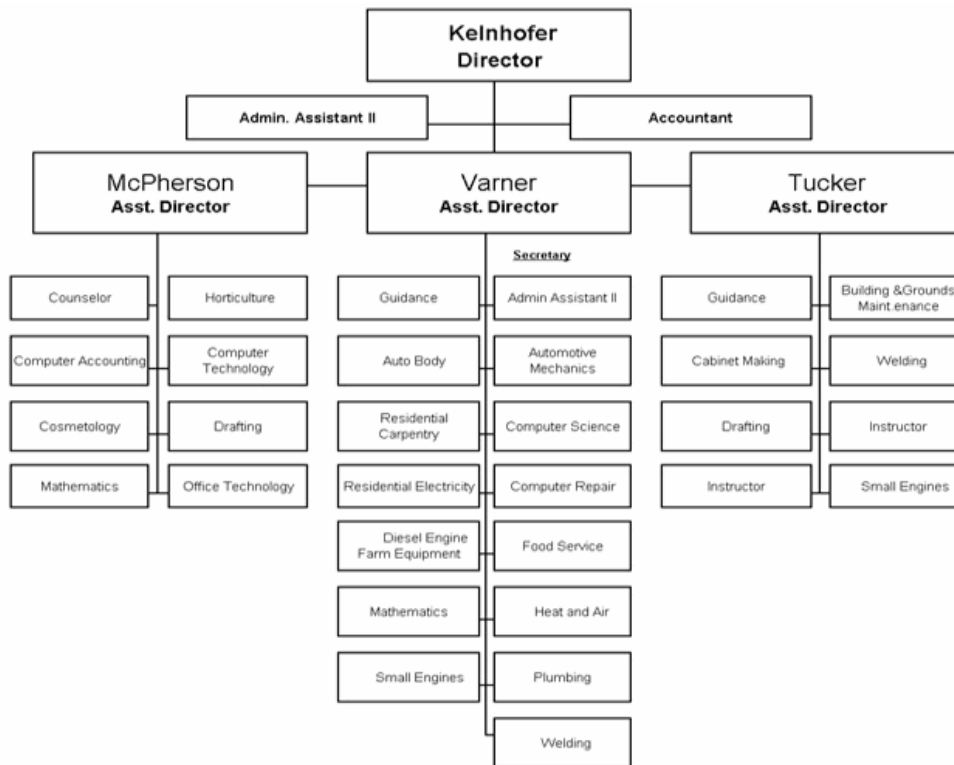 Kelnhofer
Director
Admin. Assistant II
Accountant
McPherson
Asst. Director
Varner
Asst. Director
Tucker
Asst. Director
Secretary
Counselor
Horticulture
Guidance
Admin Assistant II
Guidance
Building &Grounds
Maint.enance
Computer Accounting
Computer
Technology
Auto Body
Automotive
Mechanics
Cabinet Making
Welding
Cosmetology
Drafting
Residential
Carpentry
Computer Science
Drafting
Instructor
Mathematics
Office Technology
Residential Electricity
Computer Repair
Instructor
Small Engines
Diesel Engine
Farm Equipment
Food Service
Mathematics
Heat and Air
Small Engines
Plumbing
Welding